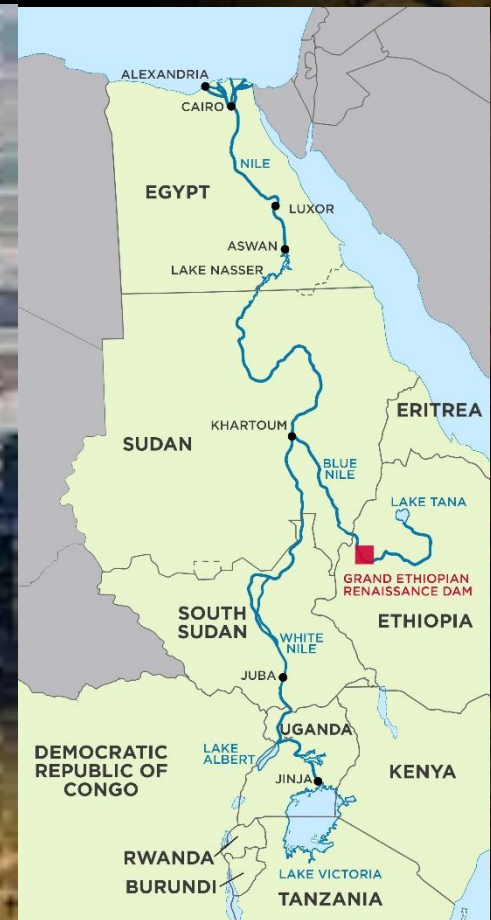 ALEXANDRIA
CAIRO
NILE
EGYPT
LUXOR
ASWAN
LAKE NASSER
ERITREA
KHARTOUM
SUDAN
BLUE
NILE
LAKE TANA
GRAND ETHIOPIAN
RENAISSANCE DAM
SOUTH
SUDAN
ETHIOPIA
WHITE
NILE
JUBA
UGANDA
LAKE
ALBERT
DEMOCRATIC
REPUBLIC OF
CONGO
KENYA
JINJA
RWANDA
LAKE VICTORIA
BURUNDI
TANZANIA